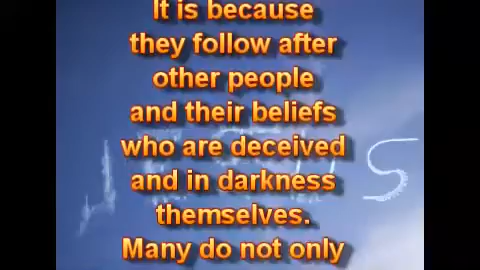 It is because
they follow after
other people
and their beliefs
who are deceived
JESUS
and in darkness
themselves.
Many do not only